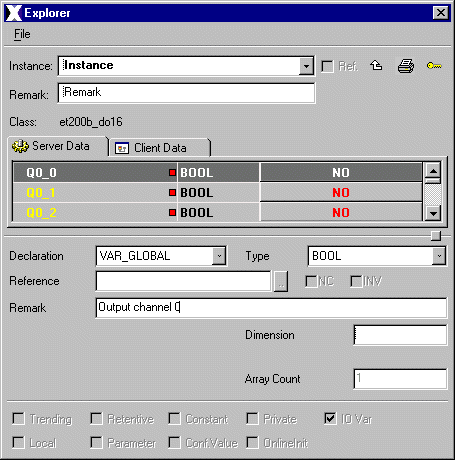 Explorer
File
Instance: Instance Ref.
Remark: Remark
Class: et200b_do16
Server Data Client Data
Q0_0 BOOL NO
Q0_1 BOOL NO
Q0_2 BOOL NO
Declaration VAR_GLOBAL Type BOOL
Reference .. NC INV
Remark Output channel 0
Dimension
Array Count 1
Trending Retentive Constant Private IO Var
Local Parameter Conf.Value OnlineInit